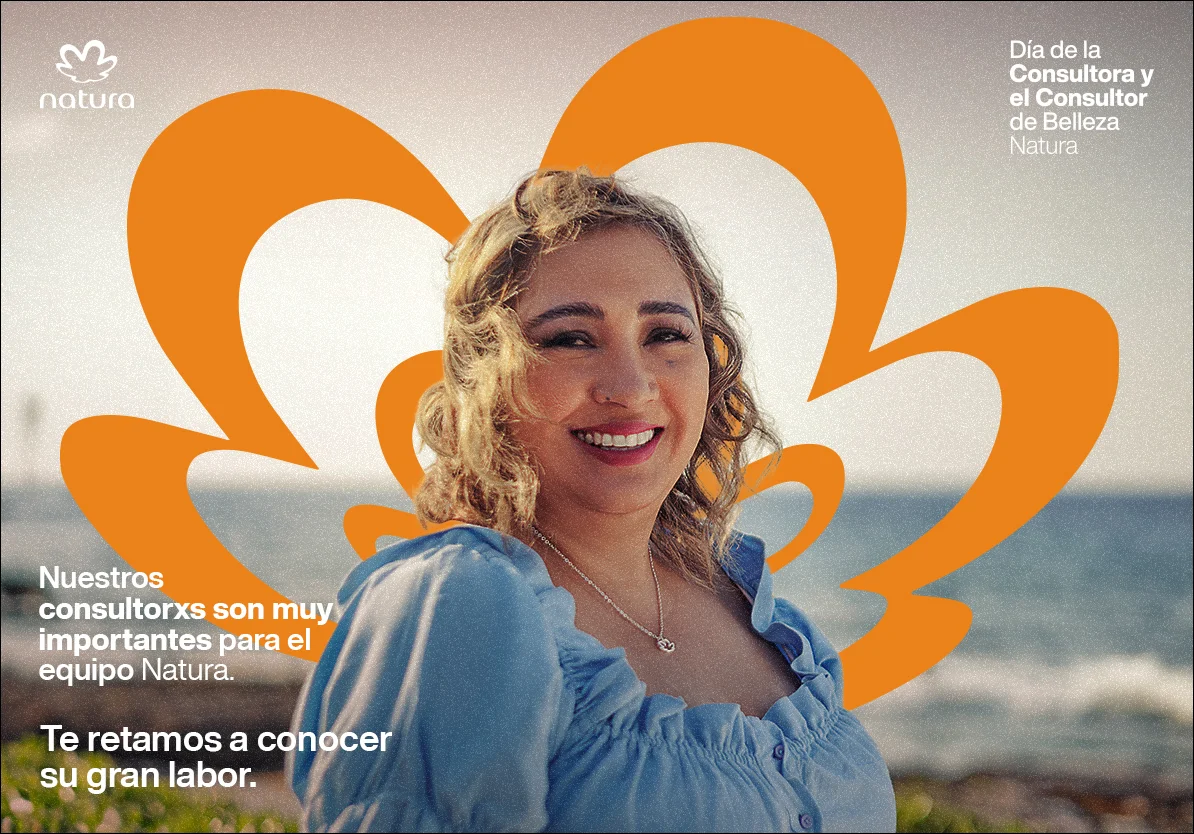 natura
Día de la
Consultora y
el Consultor
de Belleza
Natura
Nuestros
consultorxs son muy
importantes para el
equipo Natura.
Te retamos a conocer
su gran labor.